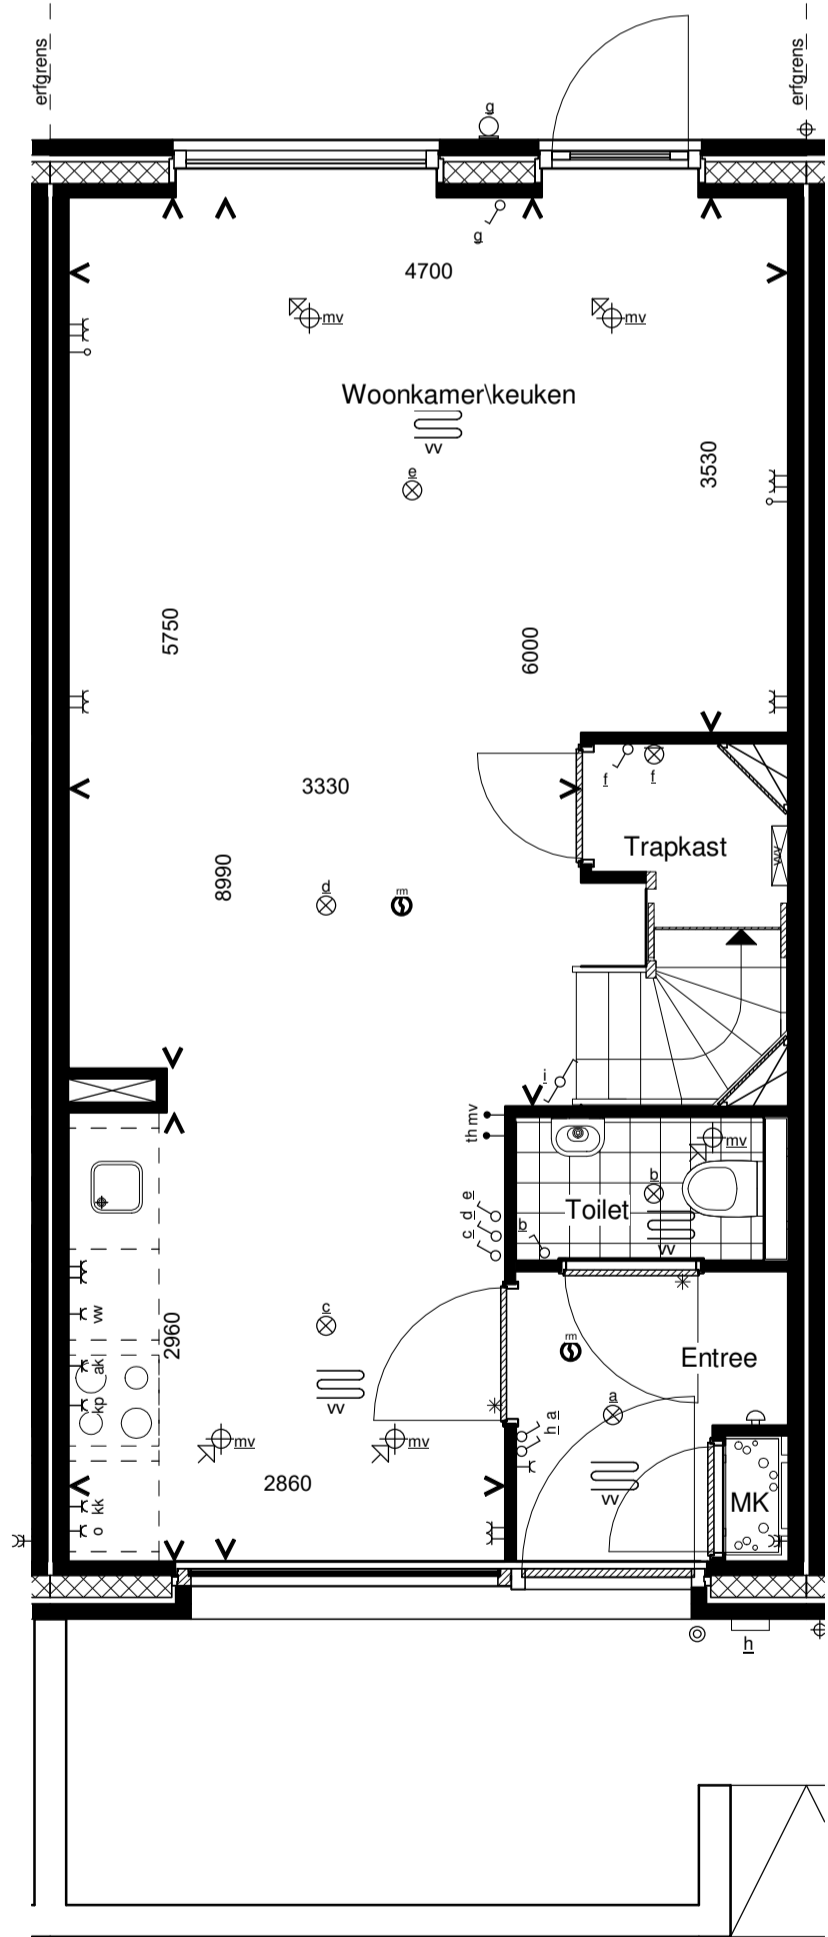 erfgrens
erfgrens
g
g
4700
mv
mv
Woonkamer\keuken
vv
e
3530
5750
6000
f
f
3330
Trapkast
wv
8990
d
rm
i
th mv
mv
b
Toilet
b
vv
c d e
vw
2960
c
ak
kp
vv
rm
Entree
a
h a
mv
mv
2860
vv
MK
kk
o
h